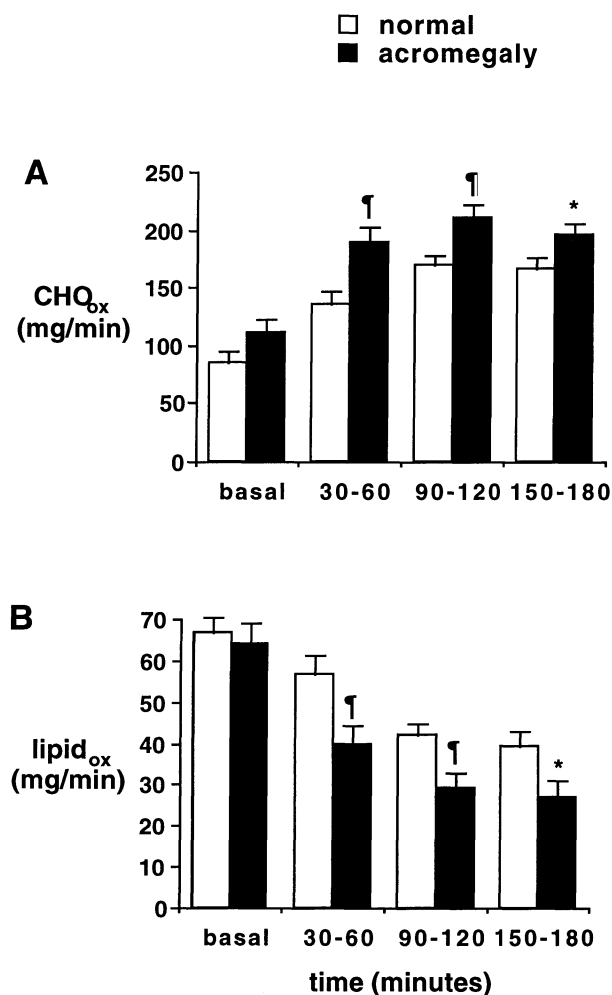 normal
acromegaly
A
250
200
150
100
50
0
CHOox
(mg/min)
¶
¶
*
basal 30-60 90-120 150-180
B
70
60
50
40
30
20
10
0
lipidox
(mg/min)
¶
¶
*
basal 30-60 90-120 150-180
time (minutes)